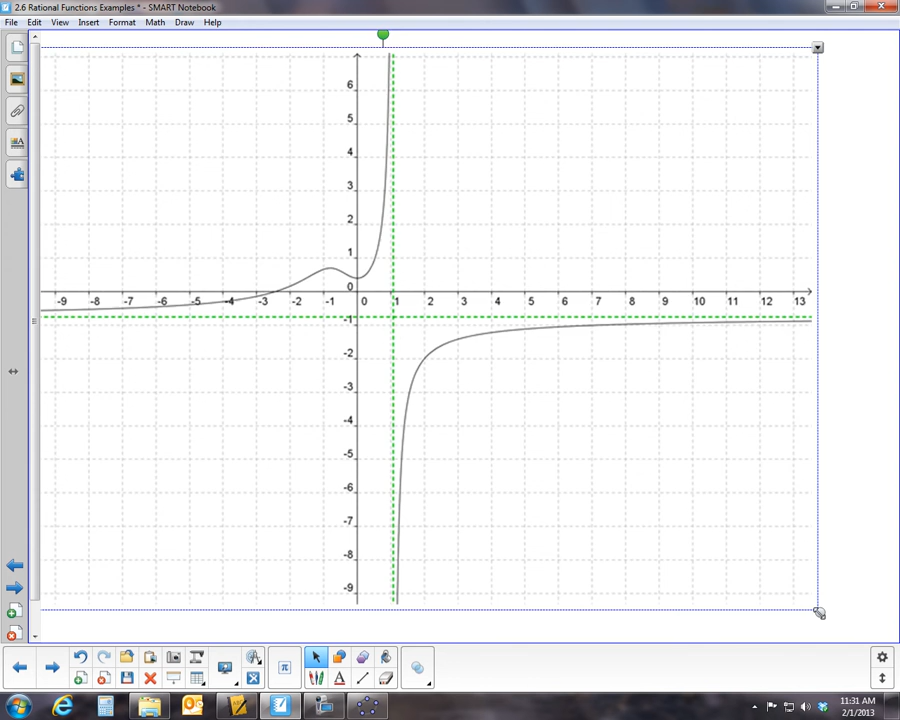 2.6 Rational Functions Examples * - SMART Notebook
File Edit View Insert Format Math Draw Help
6
5
4
3
2
1
0
-9 -8 -7 -6 -5 -4 -3 -2 -1 0 1 2 3 4 5 6 7 8 9 10 11 12 13
-1
-2
-3
-4
-5
-6
-7
-8
-9
π
A
11:31 AM
2/1/2013